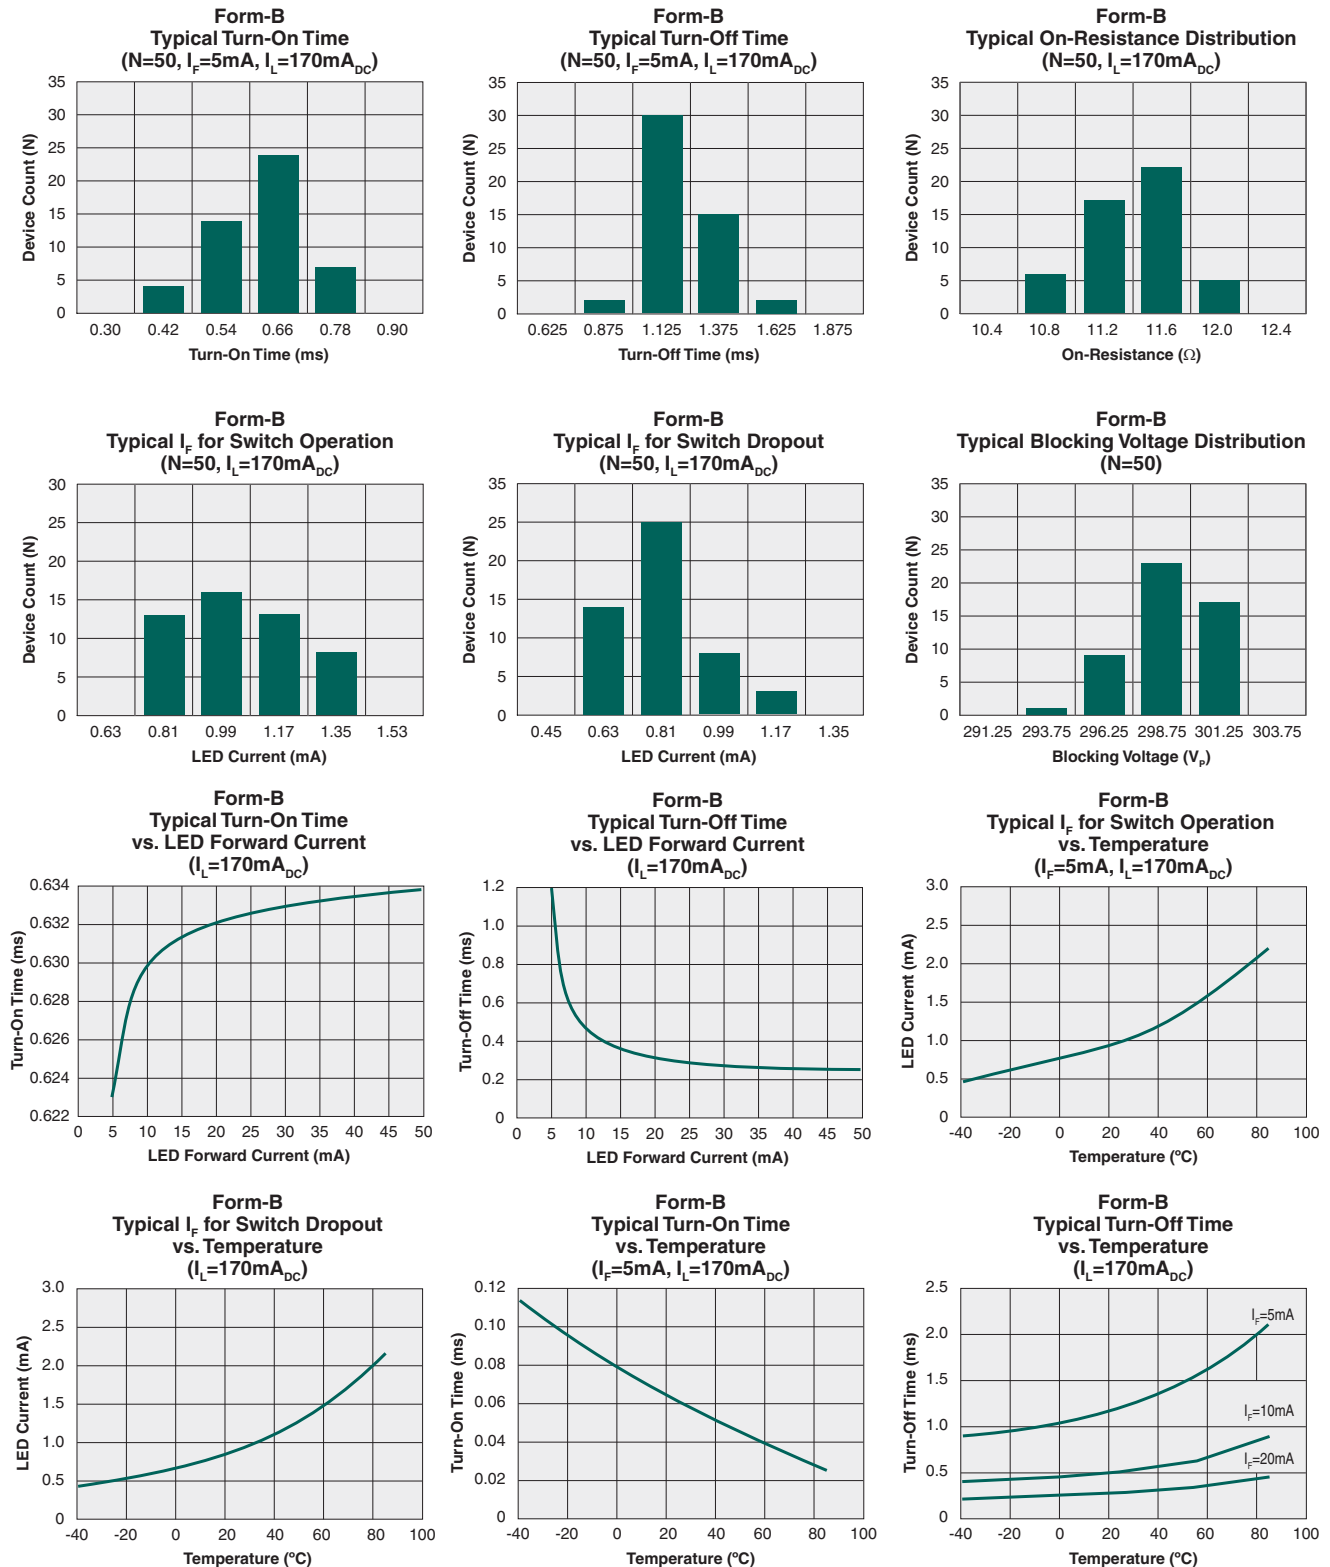 Form-B
Typical Turn-On Time
(N=50, IF=5mA, IL=170mADC)
Device Count (N)
35
30
25
20
15
10
5
0
0.30 0.42 0.54 0.66 0.78 0.90
Turn-On Time (ms)
Form-B
Typical Turn-Off Time
(N=50, IF=5mA, IL=170mADC)
Device Count (N)
35
30
25
20
15
10
5
0
0.625 0.875 1.125 1.375 1.625 1.875
Turn-Off Time (ms)
Form-B
Typical On-Resistance Distribution
(N=50, IL=170mADC)
Device Count (N)
35
30
25
20
15
10
5
0
10.4 10.8 11.2 11.6 12.0 12.4
On-Resistance (Ω)
Form-B
Typical IF for Switch Operation
(N=50, IL=170mADC)
Device Count (N)
30
25
20
15
10
5
0
0.63 0.81 0.99 1.17 1.35 1.53
LED Current (mA)
Form-B
Typical IF for Switch Dropout
(N=50, IL=170mADC)
Device Count (N)
35
30
25
20
15
10
5
0
0.45 0.63 0.81 0.99 1.17 1.35
LED Current (mA)
Form-B
Typical Blocking Voltage Distribution
(N=50)
Device Count (N)
35
30
25
20
15
10
5
0
291.25 293.75 296.25 298.75 301.25 303.75
Blocking Voltage (VP)
Form-B
Typical Turn-On Time
vs. LED Forward Current
(IL=170mADC)
Turn-On Time (ms)
0.634
0.632
0.630
0.628
0.626
0.624
0.622
0 5 10 15 20 25 30 35 40 45 50
LED Forward Current (mA)
Form-B
Typical Turn-Off Time
vs. LED Forward Current
(IL=170mADC)
Turn-Off Time (ms)
1.2
1.0
0.8
0.6
0.4
0.2
0
0 5 10 15 20 25 30 35 40 45 50
LED Forward Current (mA)
Form-B
Typical IF for Switch Operation
vs. Temperature
(IF=5mA, IL=170mADC)
LED Current (mA)
3.0
2.5
2.0
1.5
1.0
0.5
0
-40 -20 0 20 40 60 80 100
Temperature (ºC)
Form-B
Typical IF for Switch Dropout
vs. Temperature
(IL=170mADC)
LED Current (mA)
3.0
2.5
2.0
1.5
1.0
0.5
0
-40 -20 0 20 40 60 80 100
Temperature (ºC)
Form-B
Typical Turn-On Time
vs. Temperature
(IF=5mA, IL=170mADC)
Turn-On Time (ms)
0.12
0.10
0.08
0.06
0.04
0.02
0
-40 -20 0 20 40 60 80 100
Temperature (ºC)
Form-B
Typical Turn-Off Time
vs. Temperature
(IL=170mADC)
Turn-Off Time (ms)
2.5
2.0
1.5
1.0
0.5
0
IF=5mA
IF=10mA
IF=20mA
-40 -20 0 20 40 60 80 100
Temperature (ºC)